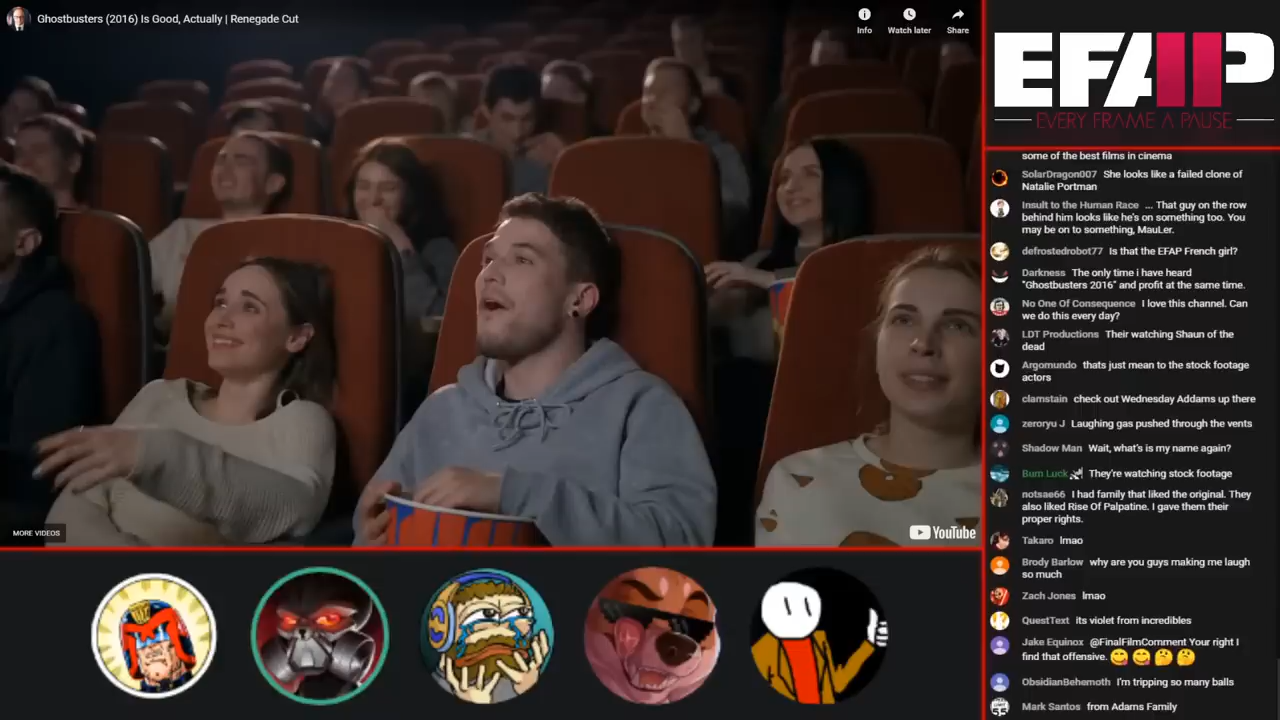 Ghostbusters (2016) Is Good, Actually | Renegade Cut
Info
Watch later
Share
MORE VIDEOS
YouTube
EFAP
EVERY FRAME A PAUSE
some of the best films in cinema
SolarDragon007 She looks like a failed clone of
Natalie Portman
Insult to the Human Race ... That guy on the row
behind him looks like he's on something too. You
may be on to something, MauLer.
defrostedrobot77 Is that the EFAP French girl?
Darkness The only time i have heard
"Ghostbusters 2016" and profit at the same time.
No One Of Consequence I love this channel. Can
we do this every day?
LDT Productions Their watching Shaun of the
dead
Argomundo thats just mean to the stock footage
actors
clamstain check out Wednesday Addams up there
zeroryu J Laughing gas pushed through the vents
Shadow Man Wait, what's is my name again?
Bum Luck They're watching stock footage
notsae66 I had family that liked the original. They
also liked Rise Of Palpatine. I gave them their
proper rights.
Takaro lmao
Brody Barlow why are you guys making me laugh
so much
Zach Jones lmao
QuestText its violet from incredibles
Jake Equinox @FinalFilmComment Your right I
find that offensive. 😋 😋 🤔 🤔
ObsidianBehemoth I'm tripping so many balls
Mark Santos from Adams Family